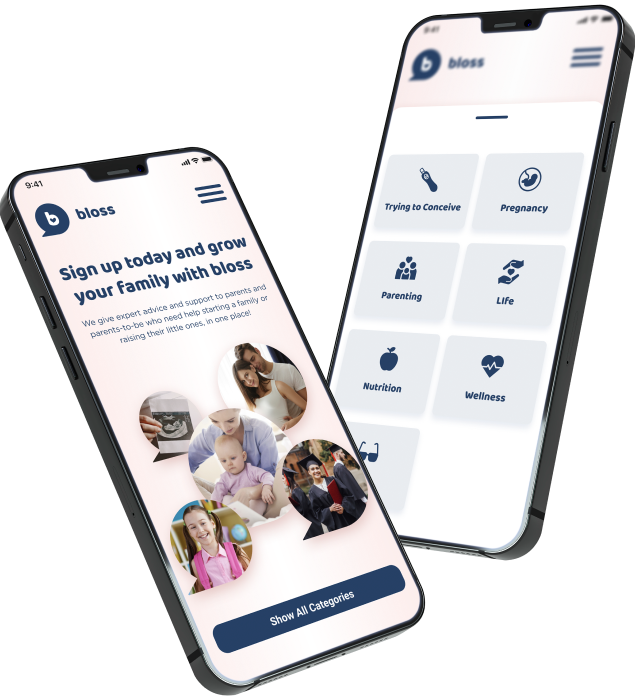 9:41
bloss
Sign up today and grow
your family with bloss
We give expert advice and support to parents and
parents-to-be who need help starting a family or
raising their little ones, in one place!
Show All Categories
9:41
bloss
Trying to Conceive
Pregnancy
Parenting
Life
Nutrition
Wellness